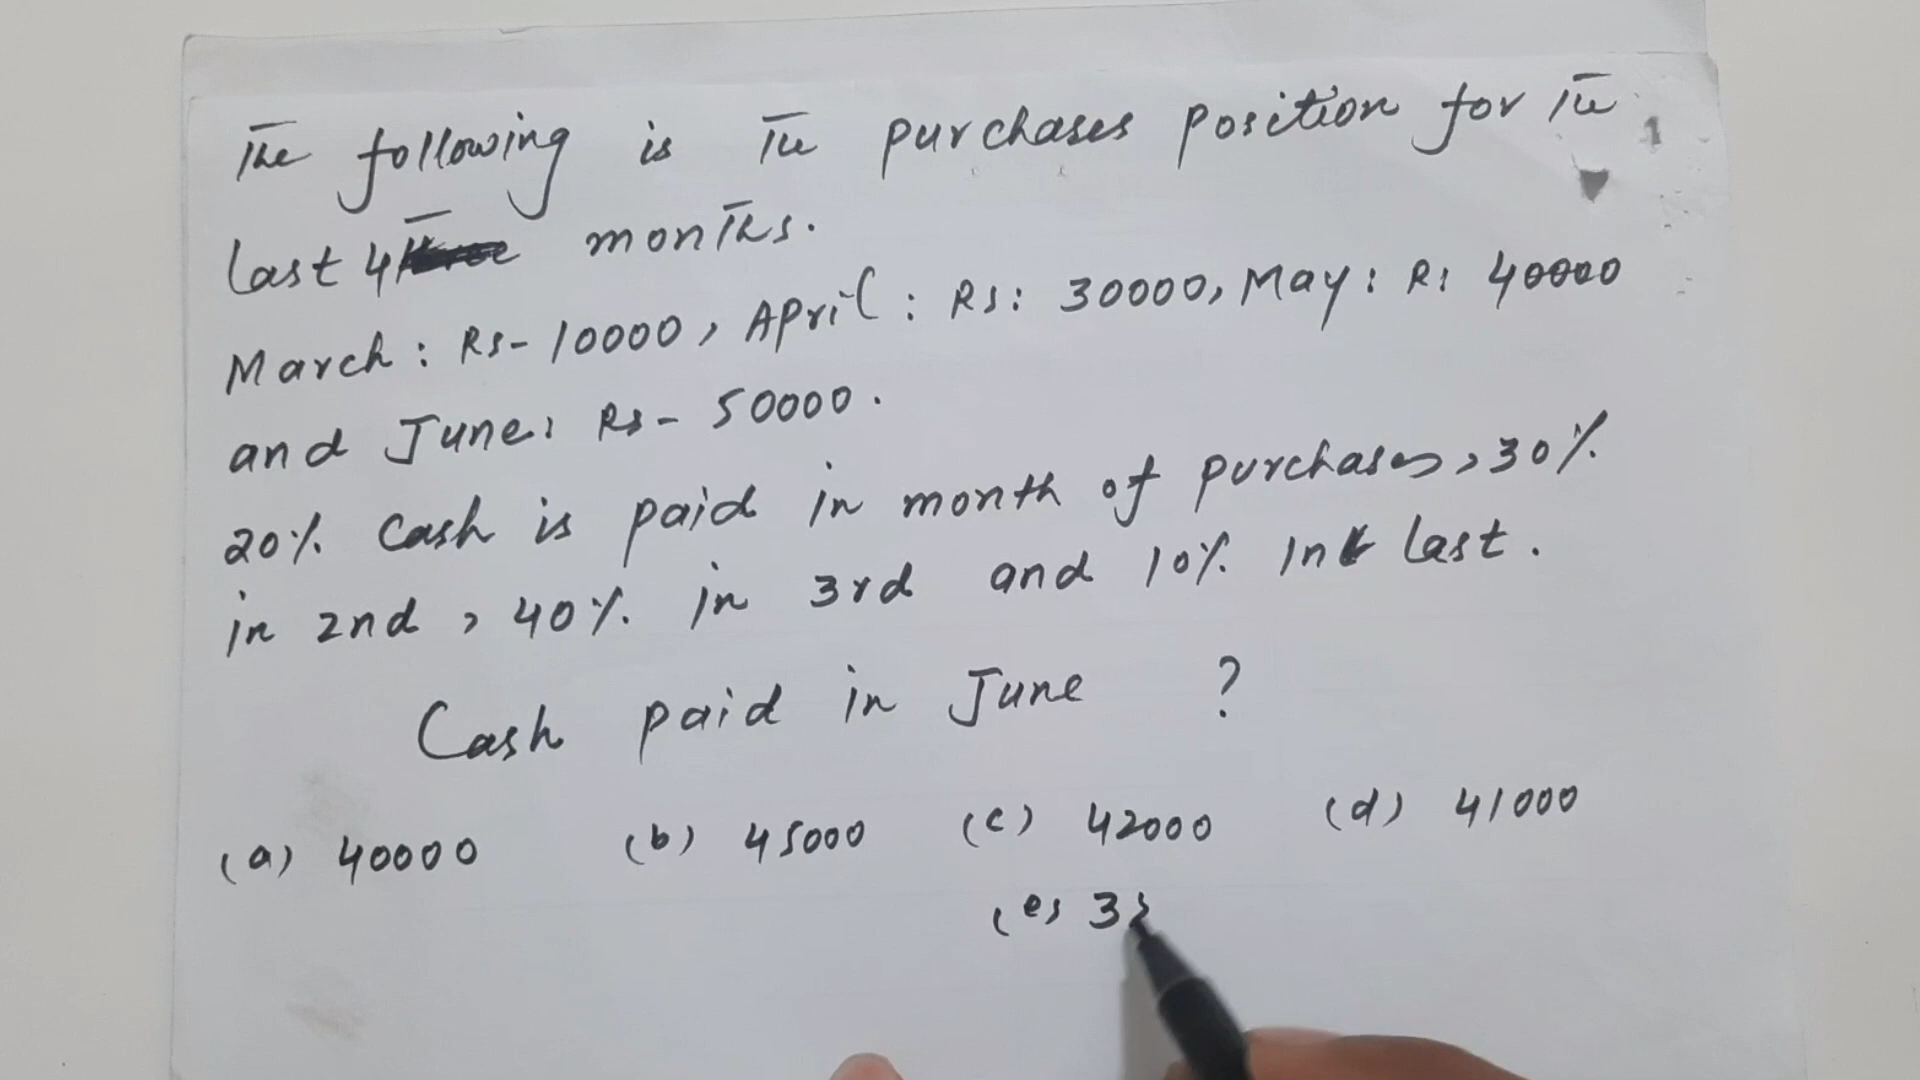 The following is The purchases position for The
last 4 months.
March : Rs- 10000, April : Rs: 30000, May : R: 40000
and June: Rs- 50000.
20% Cash is paid in month of purchases, 30%
in 2nd, 40% in 3rd and 10% in last.
Cash paid in June ?
(a) 40000 (b) 45000 (c) 42000 (d) 41000
(e) 3